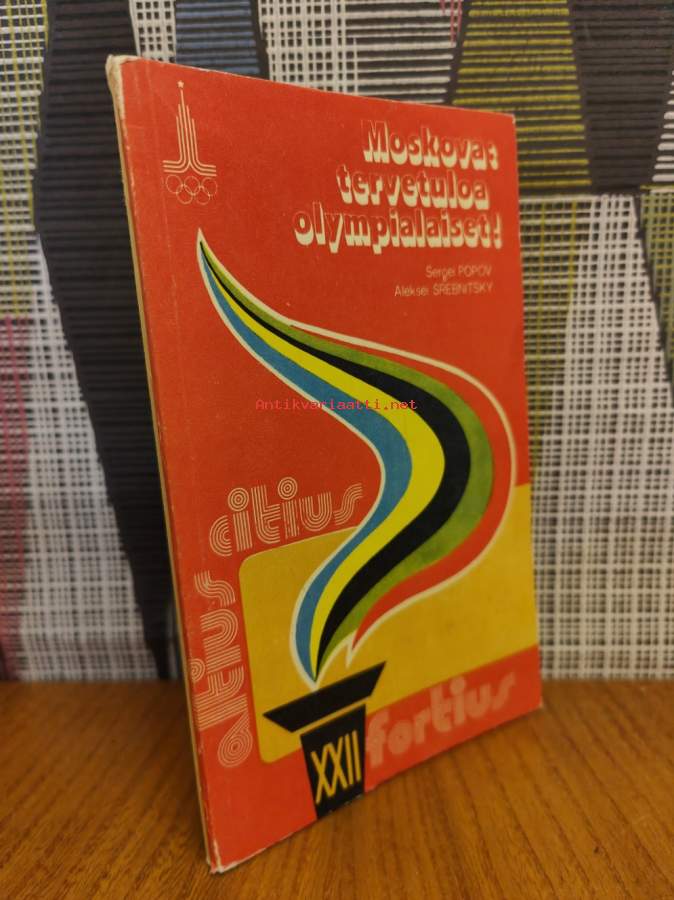 Moskova:
tervetuloa
olympialaiset!
Sergei POPOV
Aleksei SREBNITSKY
Antikvariaatti.net
citius
altius
fortius
XXII